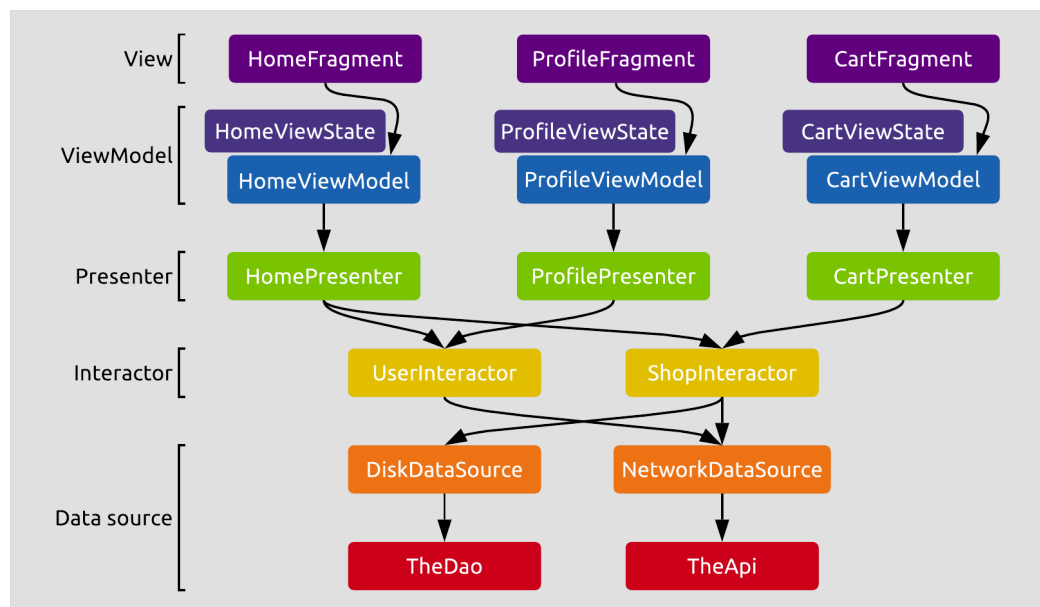 View
HomeFragment
ProfileFragment
CartFragment
ViewModel
HomeViewState
ProfileViewState
CartViewState
HomeViewModel
ProfileViewModel
CartViewModel
Presenter
HomePresenter
ProfilePresenter
CartPresenter
Interactor
UserInteractor
ShopInteractor
Data source
DiskDataSource
NetworkDataSource
TheDao
TheApi